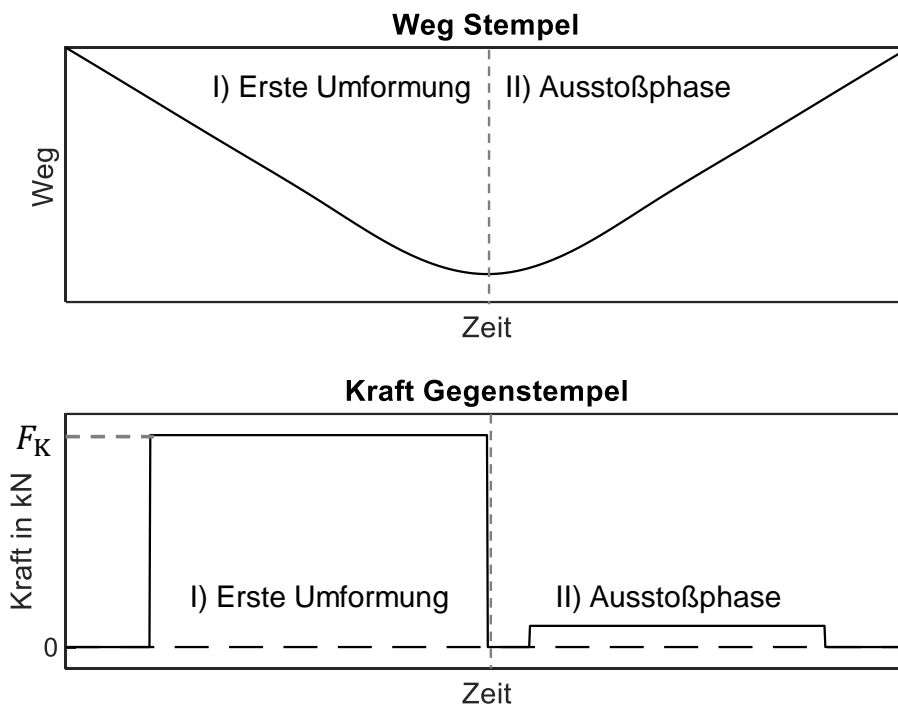 Weg Stempel
I) Erste Umformung
II) Ausstoßphase
Weg
Zeit
Kraft Gegenstempel
F_K
Kraft in kN
I) Erste Umformung
II) Ausstoßphase
0
Zeit